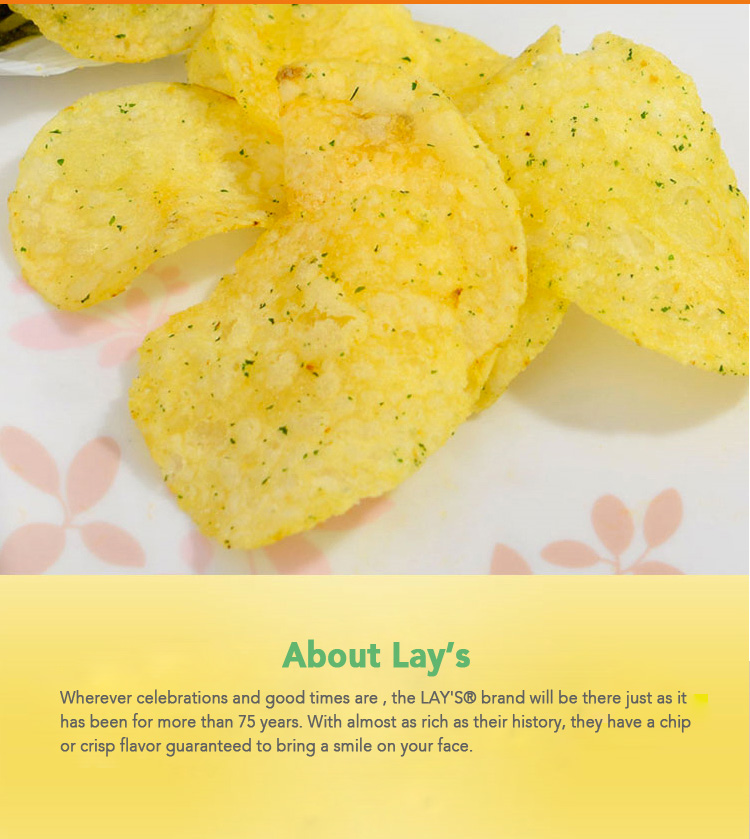 About Lay's
Wherever celebrations and good times are , the LAY'S® brand will be there just as it
has been for more than 75 years. With almost as rich as their history, they have a chip
or crisp flavor guaranteed to bring a smile on your face.